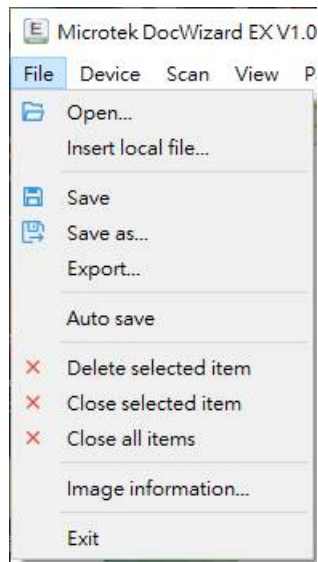 E Microtek DocWizard EX V1.0
File Device Scan View P
Open...
Insert local file...
Save
Save as...
Export...
Auto save
Delete selected item
Close selected item
Close all items
Image information...
Exit